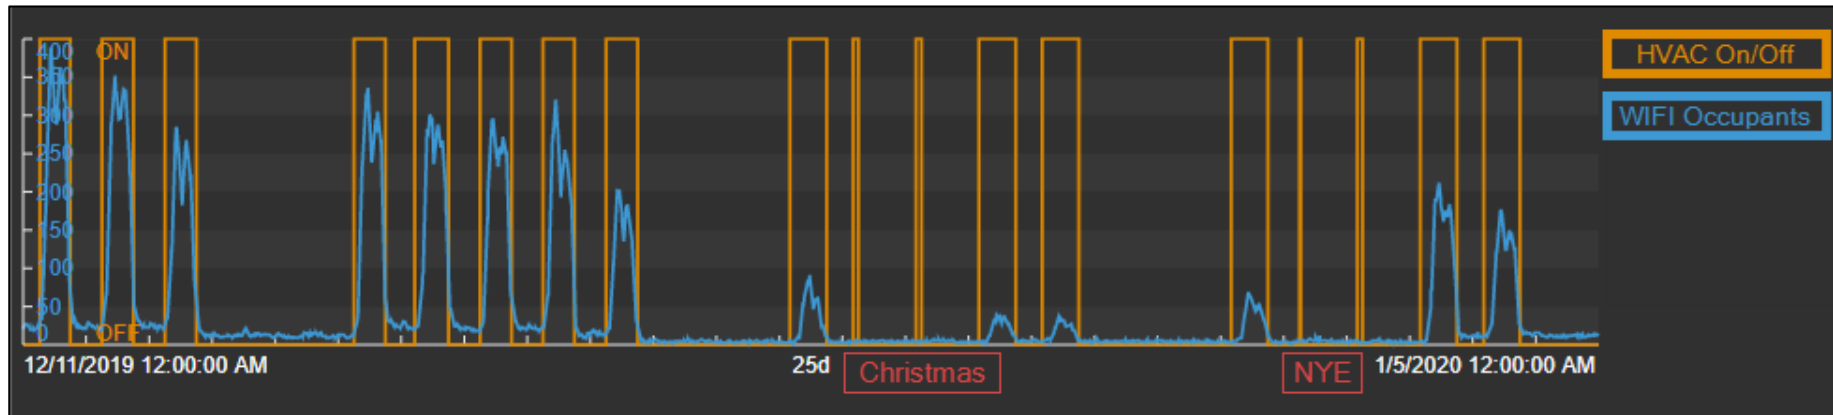 400
ON
350
300
250
200
150
100
50
0
OFF
12/11/2019 12:00:00 AM
25d
1/5/2020 12:00:00 AM
Christmas
NYE
HVAC On/Off
WIFI Occupants